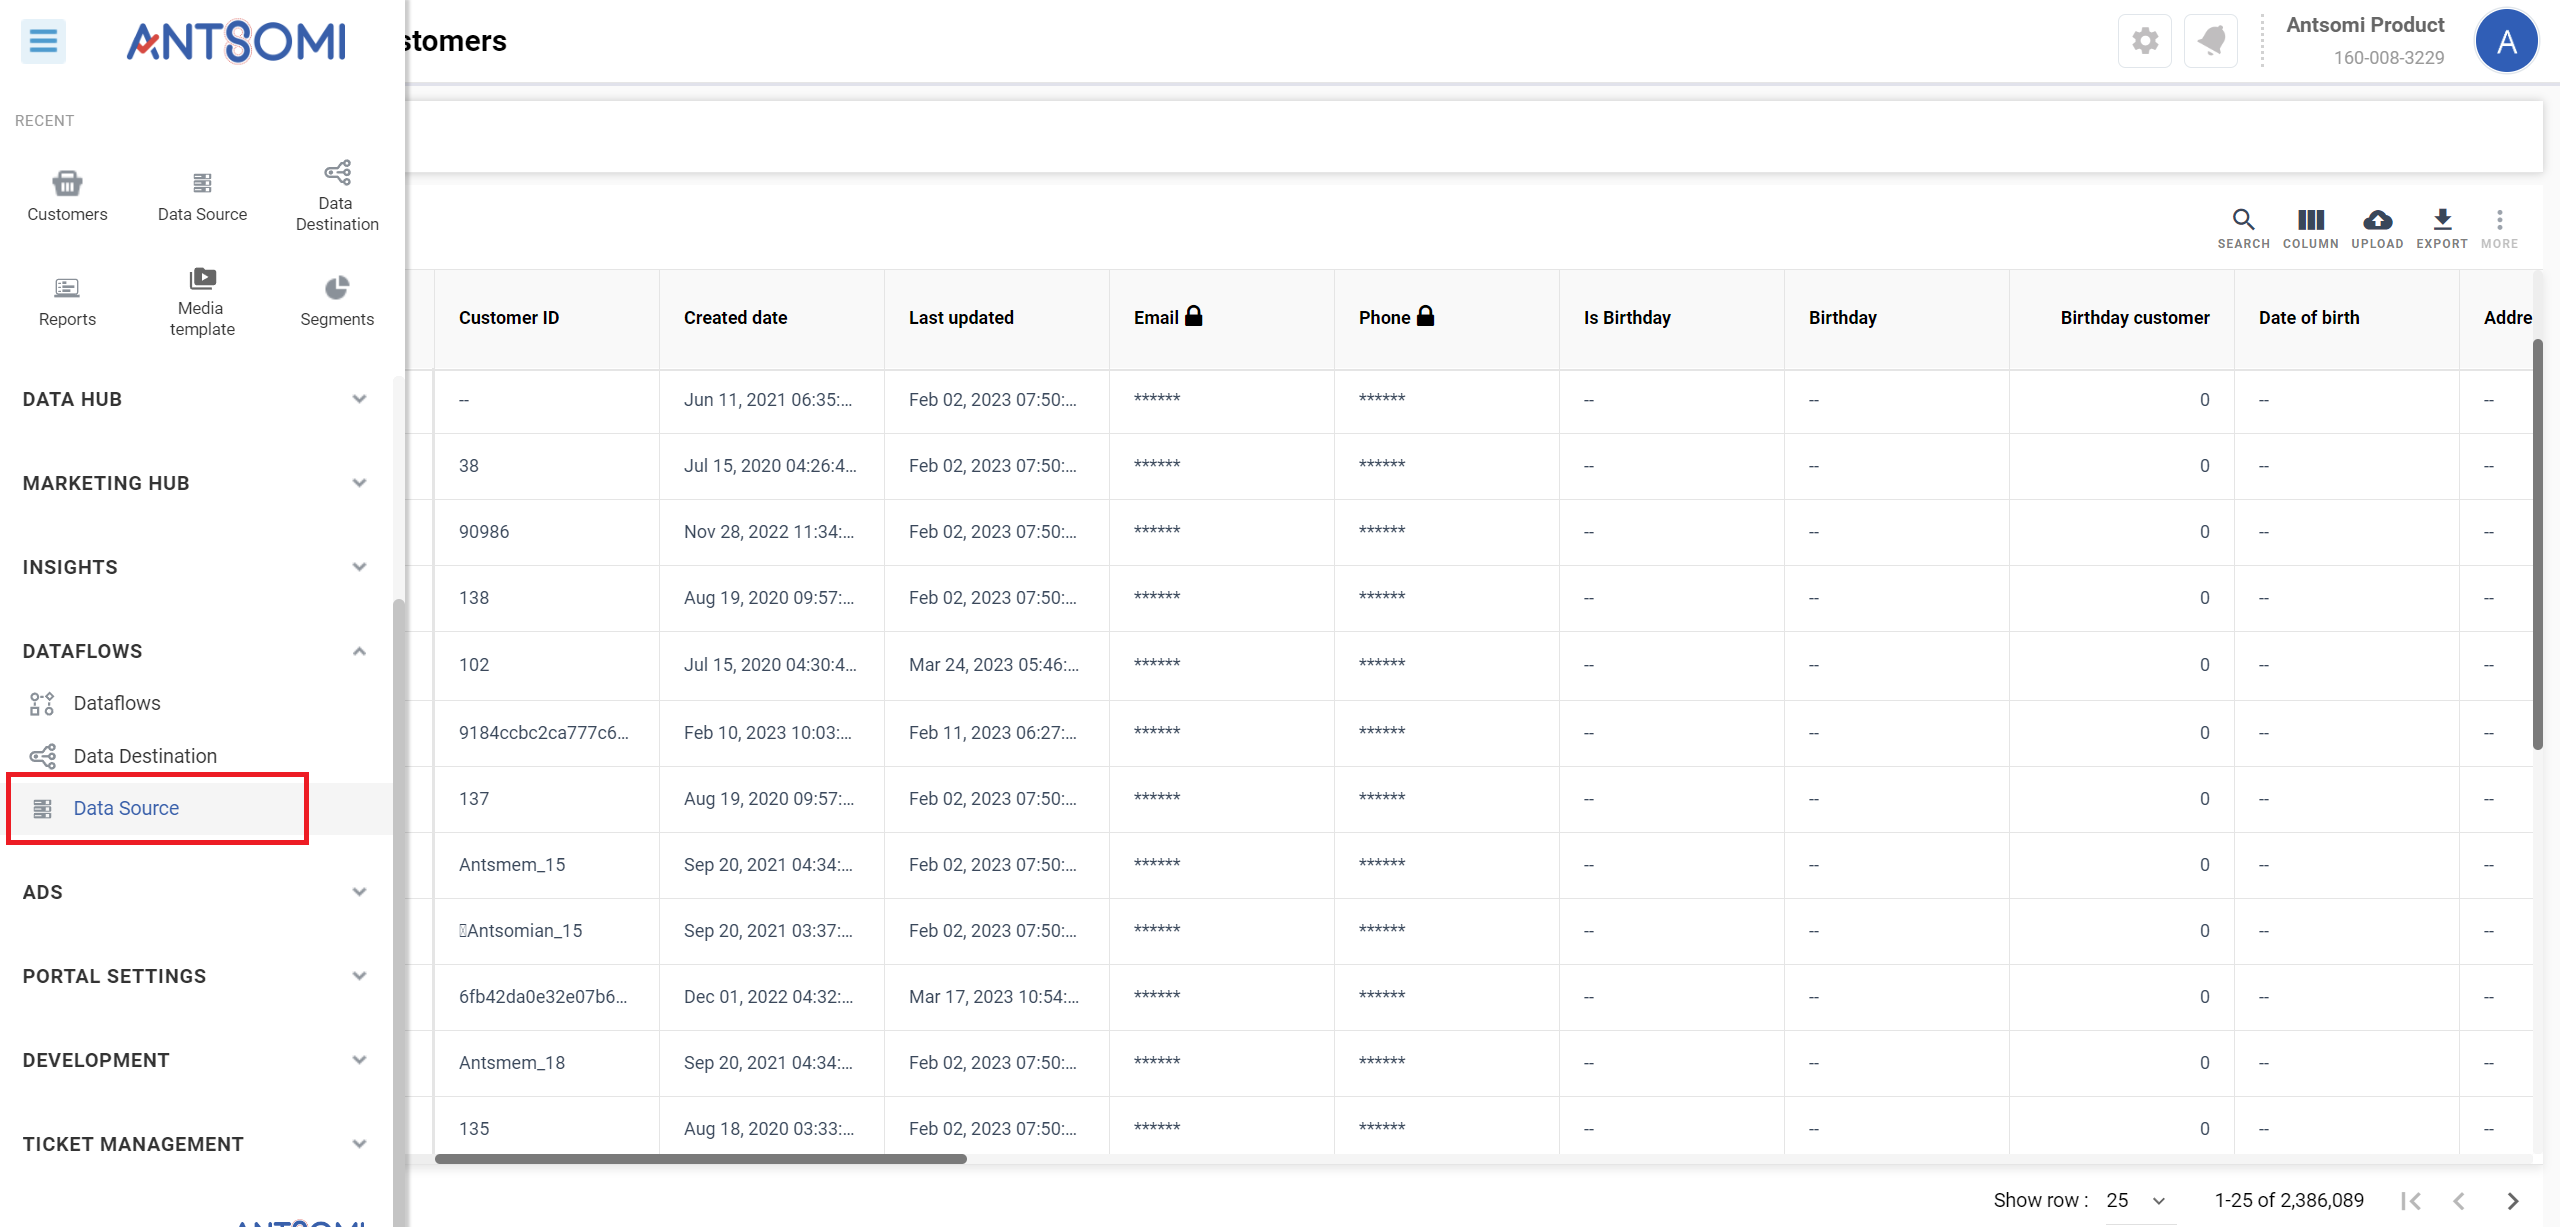 ANTSOMI
stomers
Antsomi Product
160-008-3229
A
RECENT
Customers
Data Source
Data
Destination
Reports
Media
template
Segments
SEARCH COLUMN UPLOAD EXPORT MORE
DATA HUB
MARKETING HUB
INSIGHTS
DATAFLOWS
Dataflows
Data Destination
Data Source
ADS
PORTAL SETTINGS
DEVELOPMENT
TICKET MANAGEMENT
ANTSOMI
Customer ID Created date Last updated Email Phone Is Birthday Birthday Birthday customer Date of birth Addre
-- Jun 11, 2021 06:35:... Feb 02, 2023 07:50:... ****** ****** -- -- 0 -- --
38 Jul 15, 2020 04:26:4... Feb 02, 2023 07:50:... ****** ****** -- -- 0 -- --
90986 Nov 28, 2022 11:34:... Feb 02, 2023 07:50:... ****** ****** -- -- 0 -- --
138 Aug 19, 2020 09:57:... Feb 02, 2023 07:50:... ****** ****** -- -- 0 -- --
102 Jul 15, 2020 04:30:4... Mar 24, 2023 05:46:... ****** ****** -- -- 0 -- --
9184ccbc2ca777c6... Feb 10, 2023 10:03:... Feb 11, 2023 06:27:... ****** ****** -- -- 0 -- --
137 Aug 19, 2020 09:57:... Feb 02, 2023 07:50:... ****** ****** -- -- 0 -- --
Antsmem_15 Sep 20, 2021 04:34:... Feb 02, 2023 07:50:... ****** ****** -- -- 0 -- --
Antsomian_15 Sep 20, 2021 03:37:... Feb 02, 2023 07:50:... ****** ****** -- -- 0 -- --
6fb42da0e32e07b6... Dec 01, 2022 04:32:... Mar 17, 2023 10:54:... ****** ****** -- -- 0 -- --
Antsmem_18 Sep 20, 2021 04:34:... Feb 02, 2023 07:50:... ****** ****** -- -- 0 -- --
135 Aug 18, 2020 03:33:... Feb 02, 2023 07:50:... ****** ****** -- -- 0 -- --
Show row : 25 1-25 of 2,386,089